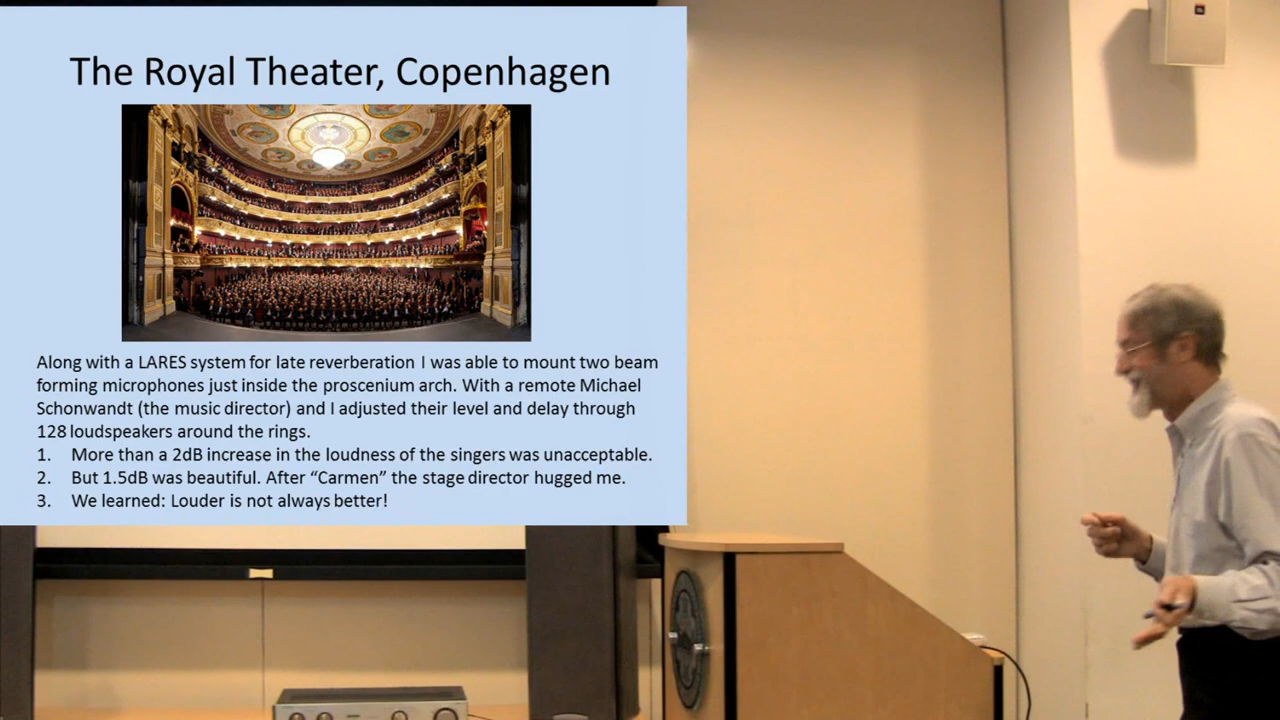 The Royal Theater, Copenhagen
Along with a LARES system for late reverberation I was able to mount two beam
forming microphones just inside the proscenium arch. With a remote Michael
Schonwandt (the music director) and I adjusted their level and delay through
128 loudspeakers around the rings.
1. More than a 2dB increase in the loudness of the singers was unacceptable.
2. But 1.5dB was beautiful. After “Carmen” the stage director hugged me.
3. We learned: Louder is not always better!